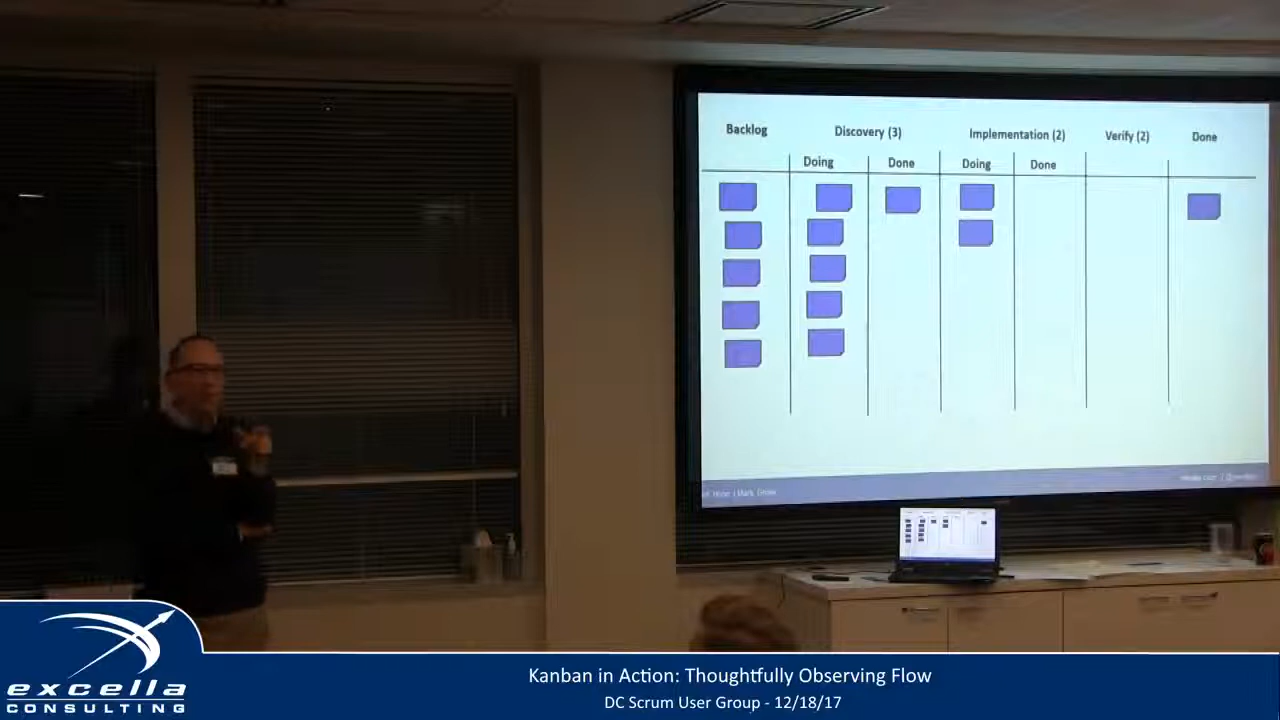 Backlog
Discovery (3)
Implementation (2)
Verify (2)
Done
Doing
Done
Doing
Done
excella
CONSULTING
Kanban in Action: Thoughtfully Observing Flow
DC Scrum User Group - 12/18/17